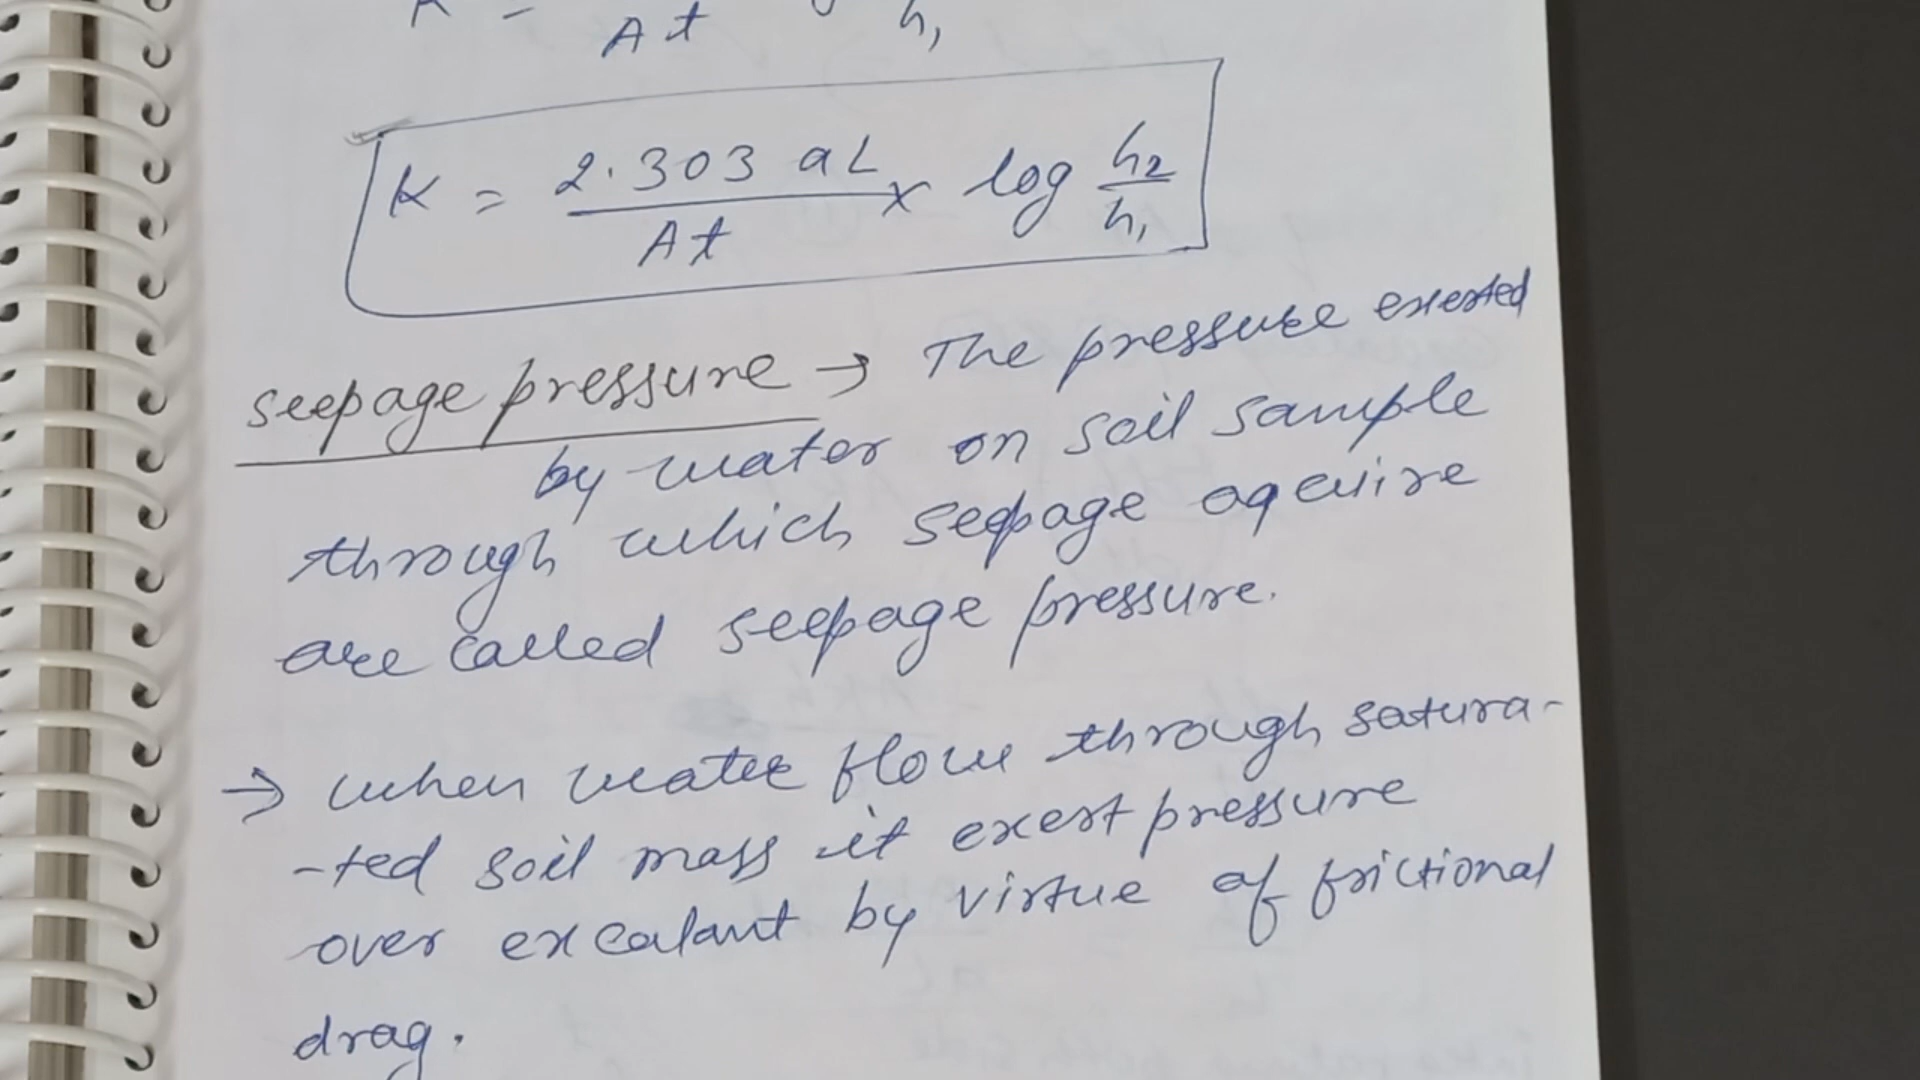 K = At h₁
K = 2.303 aL / At × log h₂ / h₁
seepage pressure → The pressure exerted
by water on soil sample
through which seepage aqcuire
are called seepage pressure.
→ when water flow through satura-
-ted soil mass it exert pressure
over excalant by virtue of frictional
drag.